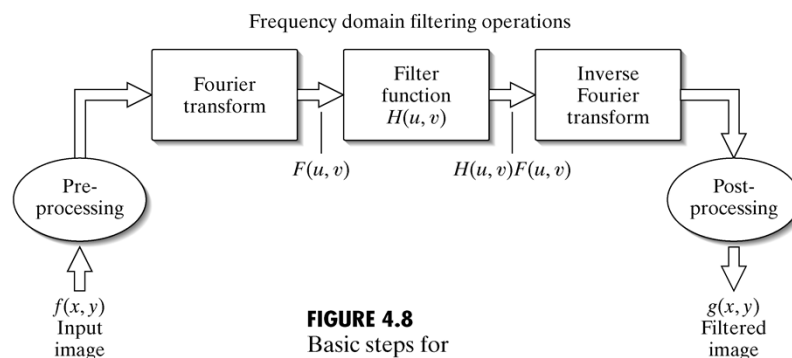 Frequency domain filtering operations
Fourier
transform
Filter
function
H(u, v)
Inverse
Fourier
transform
F(u, v)
H(u, v)F(u, v)
Pre-
processing
Post-
processing
f(x, y)
Input
image
g(x, y)
Filtered
image
FIGURE 4.8
Basic steps for